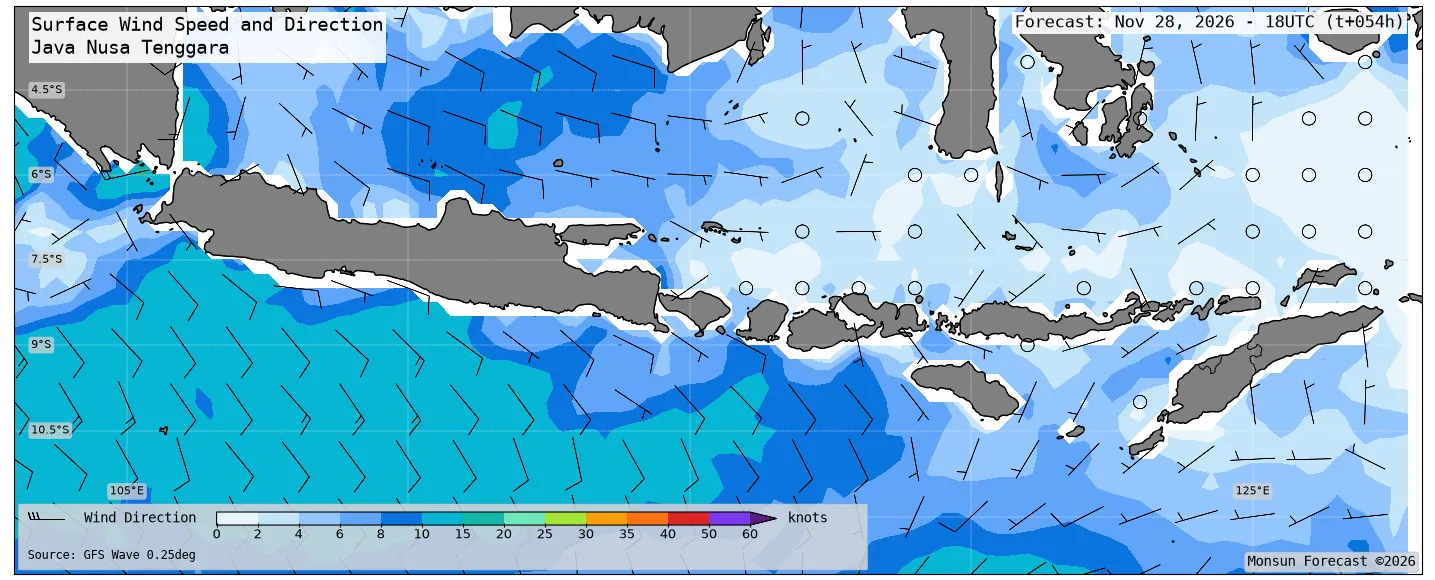 Surface Wind Speed and Direction
Java Nusa Tenggara
Forecast: Nov 28, 2026 - 18UTC (t+054h)
4.5°S
6°S
7.5°S
9°S
10.5°S
105°E
125°E
Wind Direction
0 2 4 6 8 10 15 20 25 30 35 40 50 60
knots
Source: GFS Wave 0.25deg
Monsun Forecast ©2026